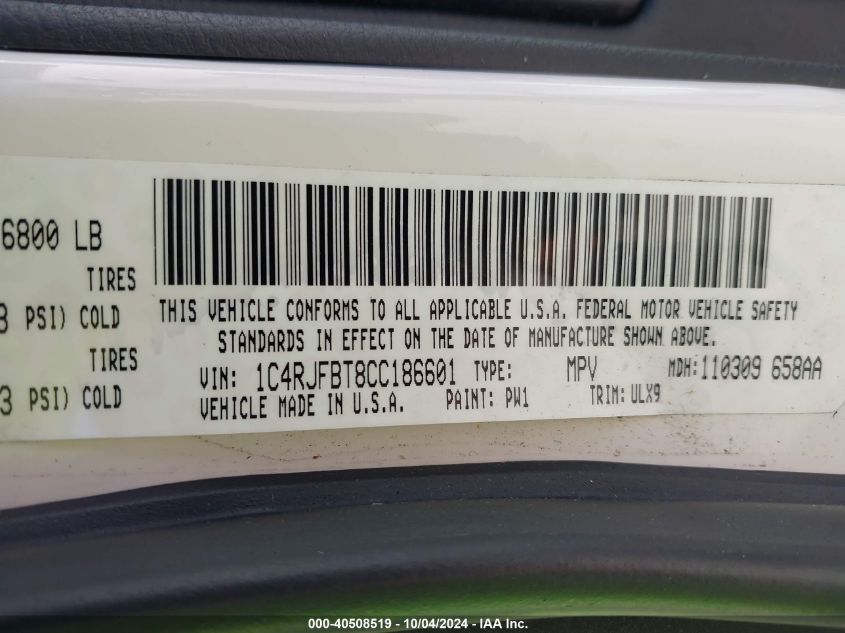 6800 LB
TIRES
3 PSI) COLD
TIRES
3 PSI) COLD
THIS VEHICLE CONFORMS TO ALL APPLICABLE U.S.A. FEDERAL MOTOR VEHICLE SAFETY
STANDARDS IN EFFECT ON THE DATE OF MANUFACTURE SHOWN ABOVE.
VIN: 1C4RJFBT8CC186601 TYPE: MPV MDH:110309 658AA
VEHICLE MADE IN U.S.A. PAINT: PW1 TRIM:ULX9
000-40508519 - 10/04/2024 - IAA Inc.